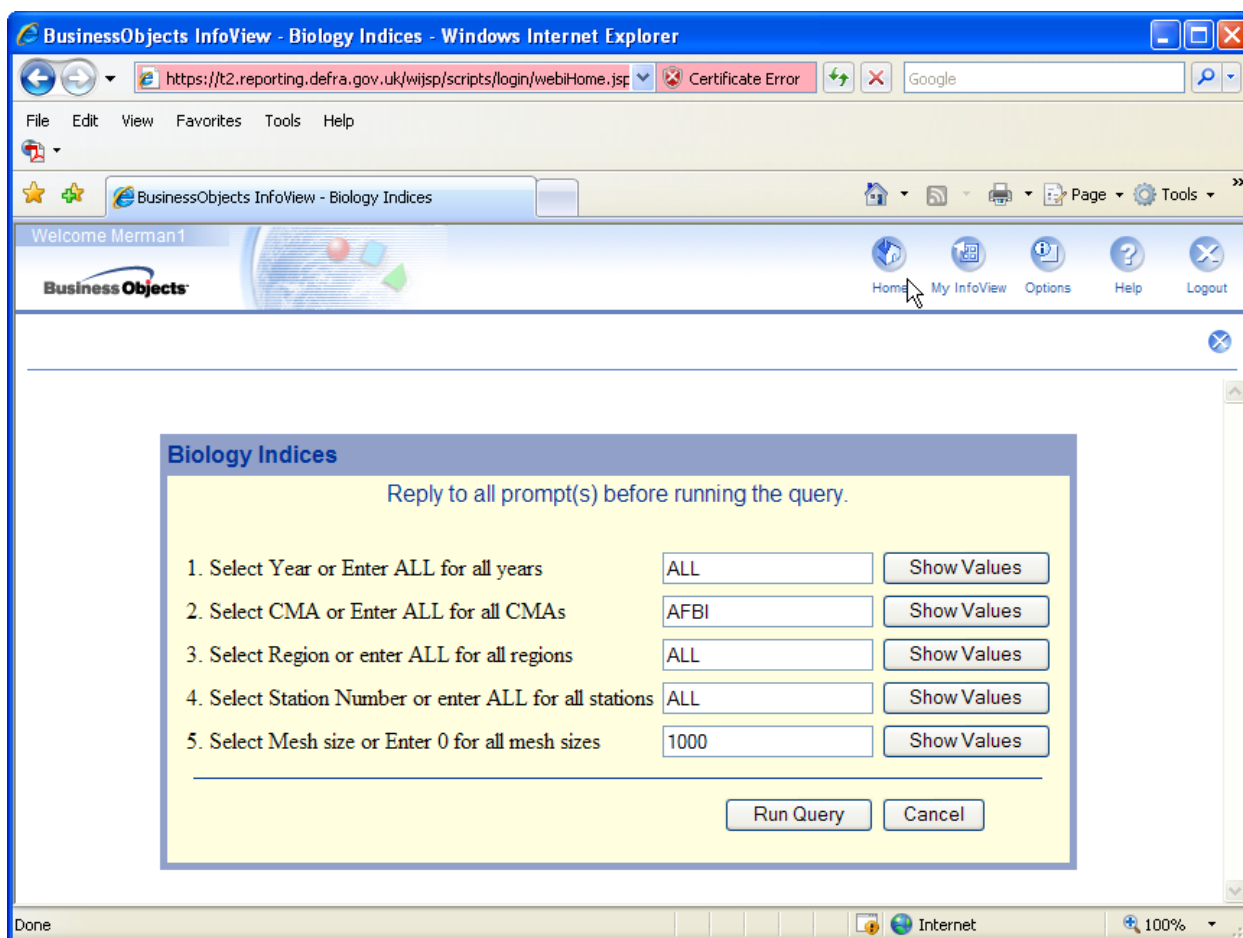 BusinessObjects InfoView - Biology Indices - Windows Internet Explorer
https://t2.reporting.defra.gov.uk/wijsp/scripts/login/webiHome.jsp Certificate Error Google
File Edit View Favorites Tools Help
BusinessObjects InfoView - Biology Indices Page Tools »
Welcome Merman1
Business Objects
Home My InfoView Options Help Logout
Biology Indices
Reply to all prompt(s) before running the query.
1. Select Year or Enter ALL for all years ALL Show Values
2. Select CMA or Enter ALL for all CMAs AFBI Show Values
3. Select Region or enter ALL for all regions ALL Show Values
4. Select Station Number or enter ALL for all stations ALL Show Values
5. Select Mesh size or Enter 0 for all mesh sizes 1000 Show Values
Run Query Cancel
Done Internet 100%